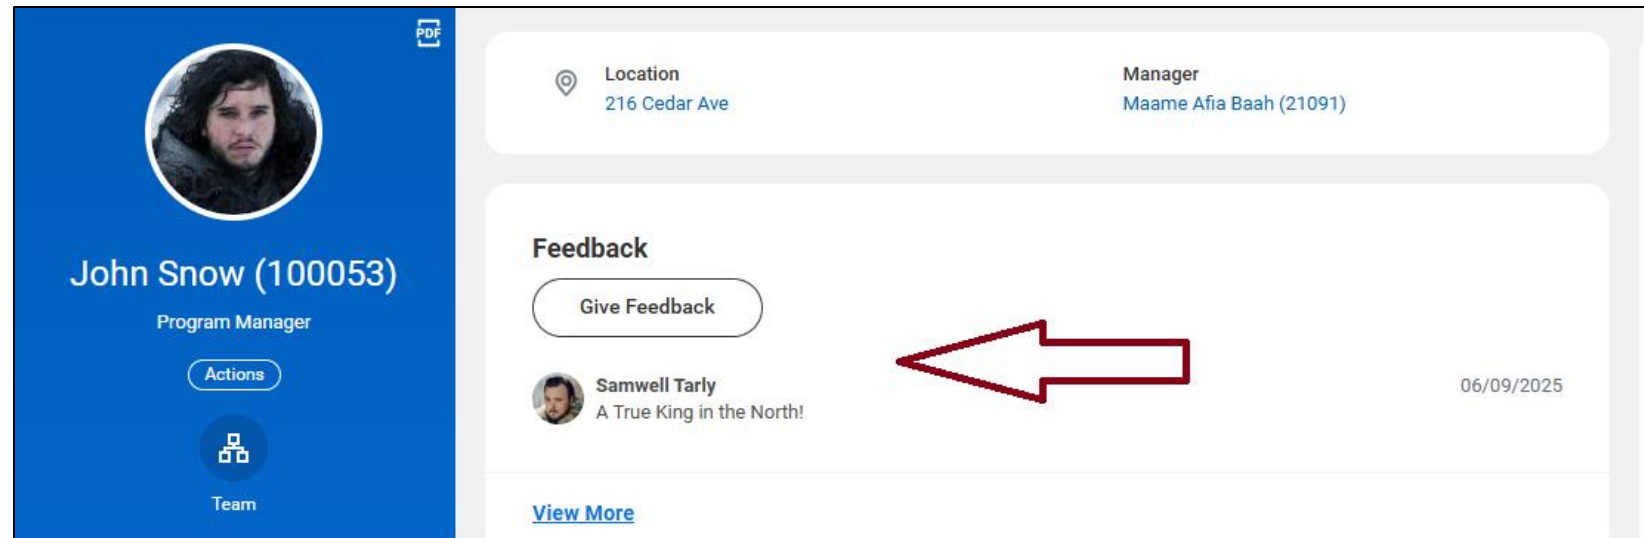 PDF
John Snow (100053)
Program Manager
Actions
Team
Location
216 Cedar Ave
Manager
Maame Afia Baah (21091)
Feedback
Give Feedback
Samwell Tarly
06/09/2025
A True King in the North!
View More